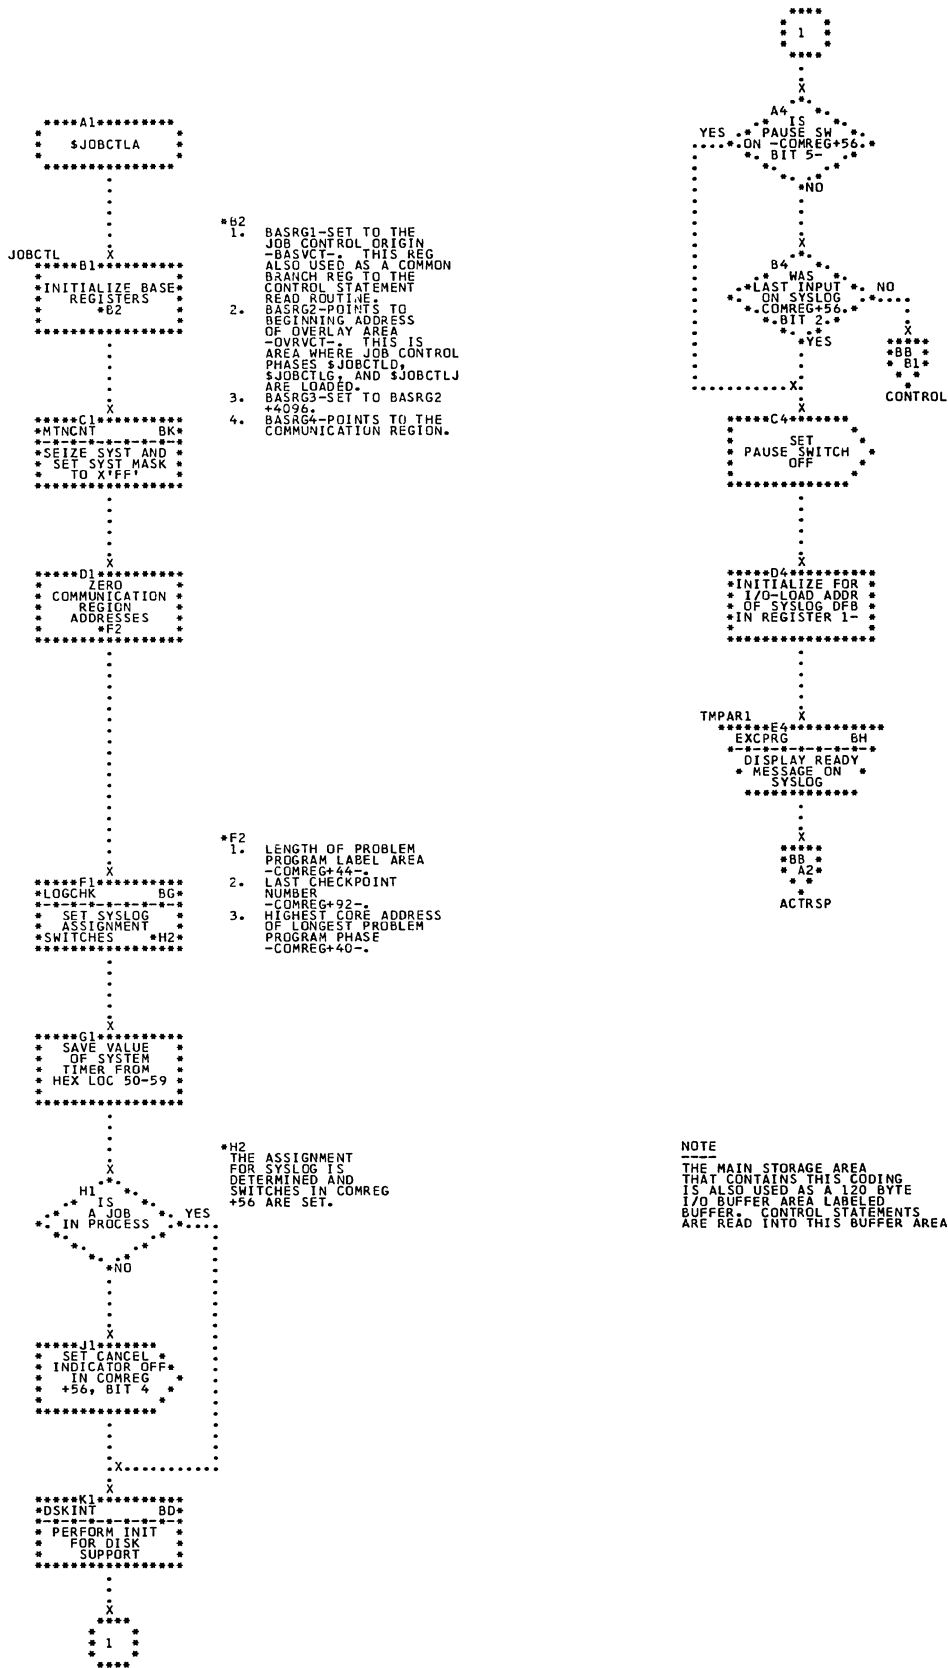 A1
$JOBCTLA
JOBCTL
B1
INITIALIZE BASE
REGISTERS
*B2
*B2
1. BASRG1-SET TO THE
JOB CONTROL ORIGIN
-BASVCT-. THIS REG
ALSO USED AS A COMMON
BRANCH REG TO THE
CONTROL STATEMENT
READ ROUTINE.
2. BASRG2-POINTS TO
BEGINNING ADDRESS
OF OVERLAY AREA
-OVRVCT-. THIS IS
AREA WHERE JOB CONTROL
PHASES $JOBCTLD,
$JOBCTLG, AND $JOBCTLJ
ARE LOADED.
3. BASRG3-SET TO BASRG2
+4096.
4. BASRG4-POINTS TO THE
COMMUNICATION REGION.
C1
MTNCNT BK
SEIZE SYST AND
SET SYST MASK
TO X'FF'
D1
ZERO
COMMUNICATION
REGION
ADDRESSES
*F2
*F2
1. LENGTH OF PROBLEM
PROGRAM LABEL AREA
-COMREG+44-.
2. LAST CHECKPOINT
NUMBER
-COMREG+92-.
3. HIGHEST CORE ADDRESS
OF LONGEST PROBLEM
PROGRAM PHASE
-COMREG+40-.
F1
LOGCHK BG
SET SYSLOG
ASSIGNMENT
SWITCHES *H2
G1
SAVE VALUE
OF SYSTEM
TIMER FROM
HEX LOC 50-59
*H2
THE ASSIGNMENT
FOR SYSLOG IS
DETERMINED AND
SWITCHES IN COMREG
+56 ARE SET.
H1
IS
A JOB
IN PROCESS
YES
NO
J1
SET CANCEL
INDICATOR OFF
IN COMREG
+56, BIT 4
K1
DSKINT BD
PERFORM INIT
FOR DISK
SUPPORT
1
1
A4
IS
PAUSE SW
ON -COMREG+56
BIT 5-
YES
NO
B4
WAS
LAST INPUT
ON SYSLOG
COMREG+56
BIT 2
NO
YES
BB
B1
CONTROL
C4
SET
PAUSE SWITCH
OFF
D4
INITIALIZE FOR
I/O-LOAD ADDR
OF SYSLOG DFB
IN REGISTER 1-
TMPAR1
E4
EXCPRG BH
DISPLAY READY
MESSAGE ON
SYSLOG
BB
A2
ACTRSP
NOTE
THE MAIN STORAGE AREA
THAT CONTAINS THIS CODING
IS ALSO USED AS A 120 BYTE
I/O BUFFER AREA LABELED
BUFFER. CONTROL STATEMENTS
ARE READ INTO THIS BUFFER AREA